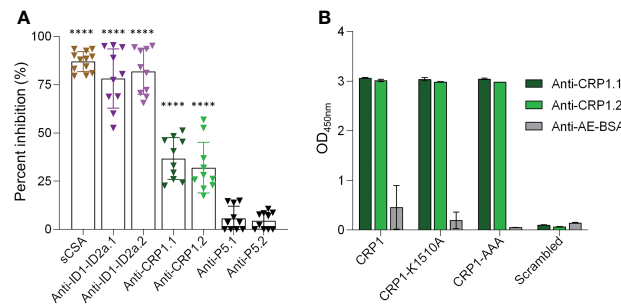 A
Percent inhibition (%)
100
75
50
25
0
**** **** ****
**** ****
sCSA
Anti-ID1-ID2a.1
Anti-ID1-ID2a.2
Anti-CRP1.1
Anti-CRP1.2
Anti-P5.1
Anti-P5.2
B
OD450nm
4
3
2
1
0
CRP1
CRP1-K1510A
CRP1-AAA
Scrambled
Anti-CRP1.1
Anti-CRP1.2
Anti-AE-BSA